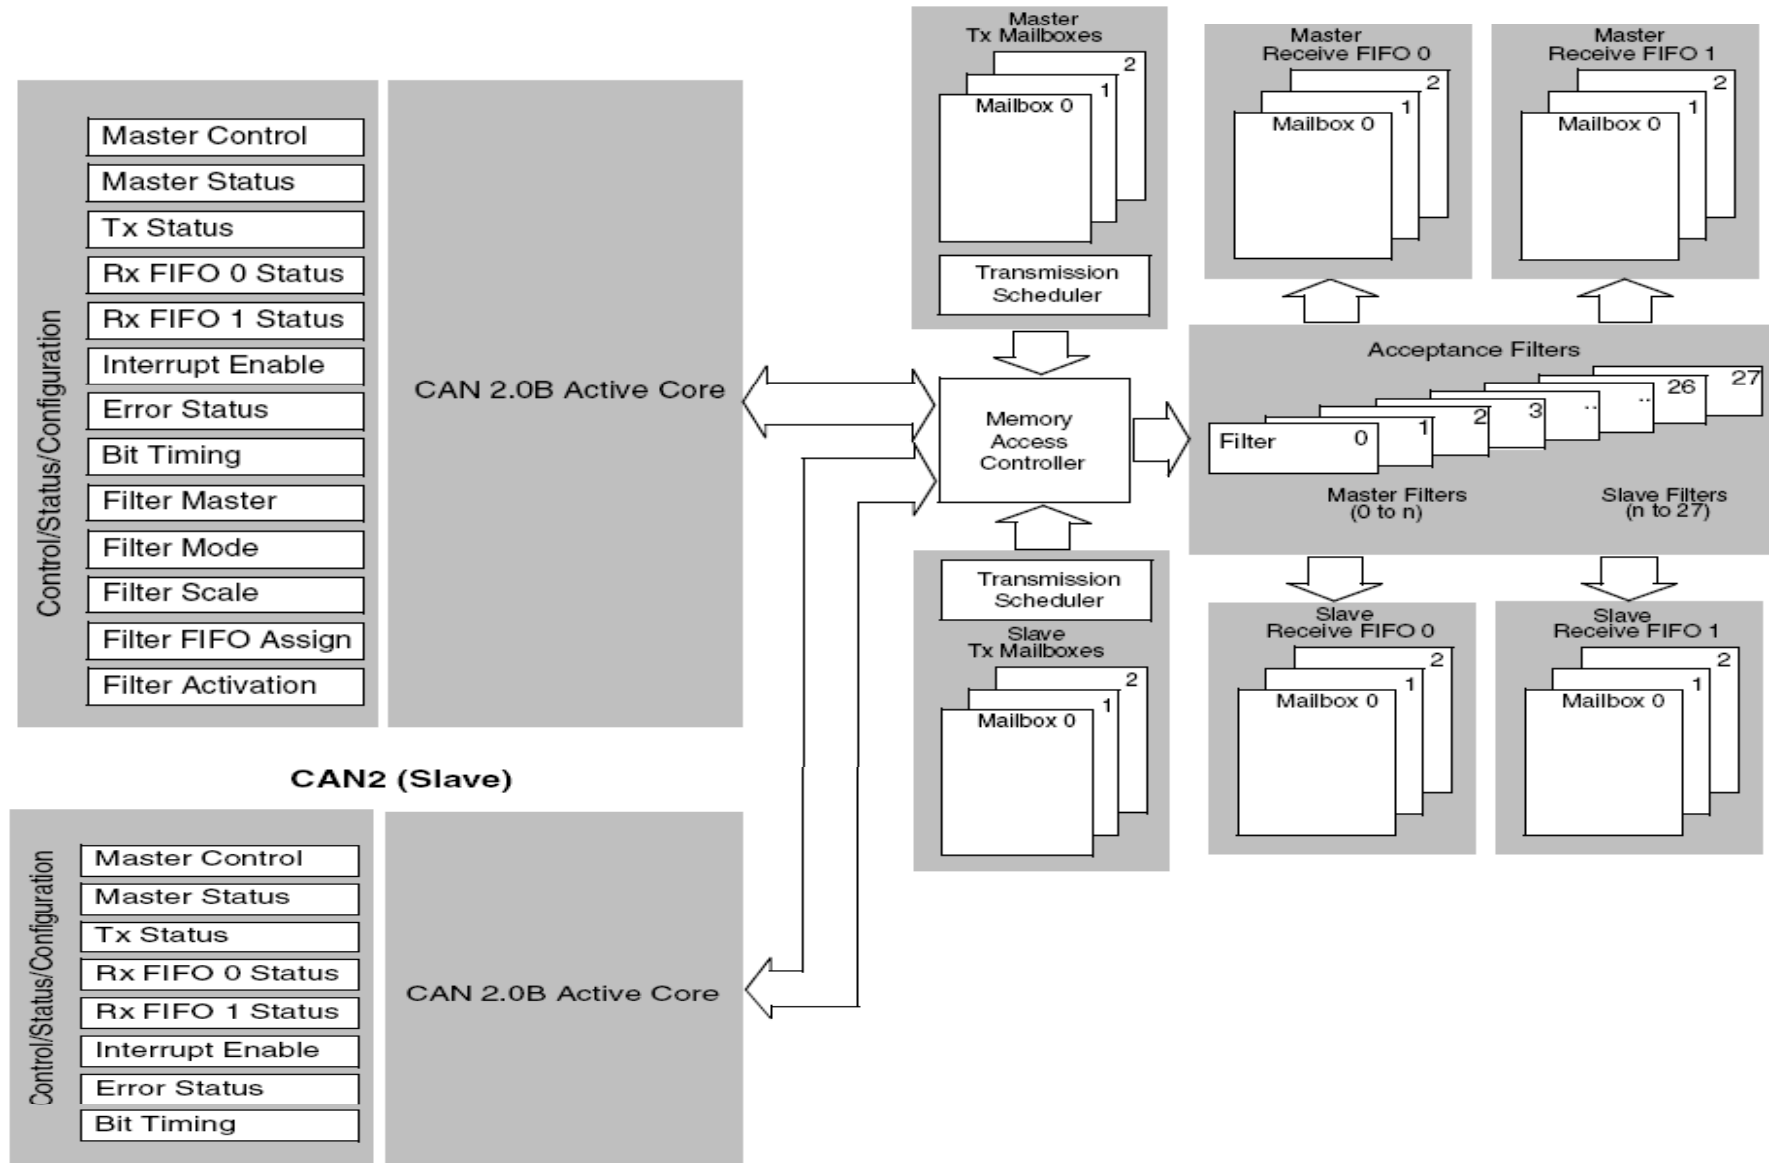 Control/Status/Configuration
Master Control
Master Status
Tx Status
Rx FIFO 0 Status
Rx FIFO 1 Status
Interrupt Enable
Error Status
Bit Timing
Filter Master
Filter Mode
Filter Scale
Filter FIFO Assign
Filter Activation
CAN 2.0B Active Core
Master
Tx Mailboxes
2
1
Mailbox 0
Transmission
Scheduler
Master
Receive FIFO 0
2
1
Mailbox 0
Master
Receive FIFO 1
2
1
Mailbox 0
Memory
Access
Controller
Acceptance Filters
Filter 0
1
2
3
..
..
26
27
Master Filters
(0 to n)
Slave Filters
(n to 27)
Transmission
Scheduler
Slave
Tx Mailboxes
2
1
Mailbox 0
Slave
Receive FIFO 0
2
1
Mailbox 0
Slave
Receive FIFO 1
2
1
Mailbox 0
CAN2 (Slave)
Control/Status/Configuration
Master Control
Master Status
Tx Status
Rx FIFO 0 Status
Rx FIFO 1 Status
Interrupt Enable
Error Status
Bit Timing
CAN 2.0B Active Core